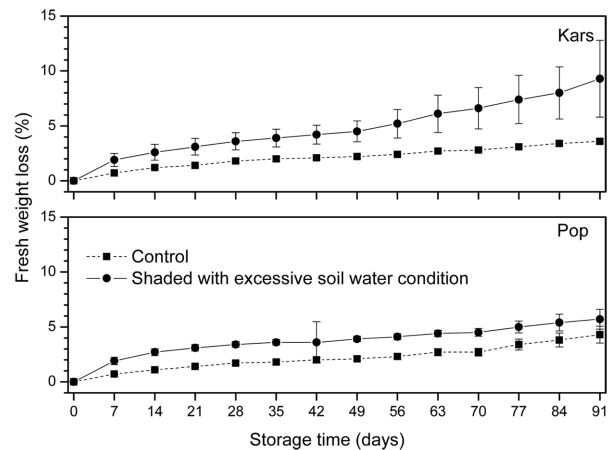 15
Kars
10
5
0
Fresh weight loss (%)
15
Pop
10
Control
Shaded with excessive soil water condition
5
0
0 7 14 21 28 35 42 49 56 63 70 77 84 91
Storage time (days)